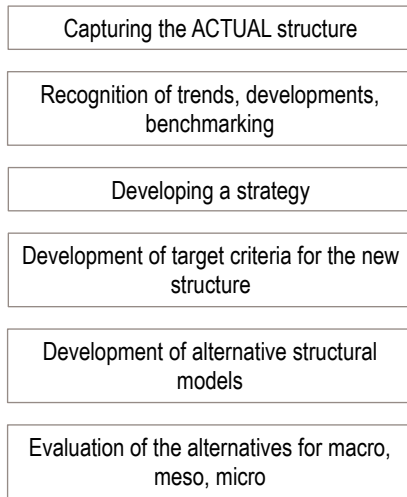 Capturing the ACTUAL structure
Recognition of trends, developments,
benchmarking
Developing a strategy
Development of target criteria for the new
structure
Development of alternative structural
models
Evaluation of the alternatives for macro,
meso, micro